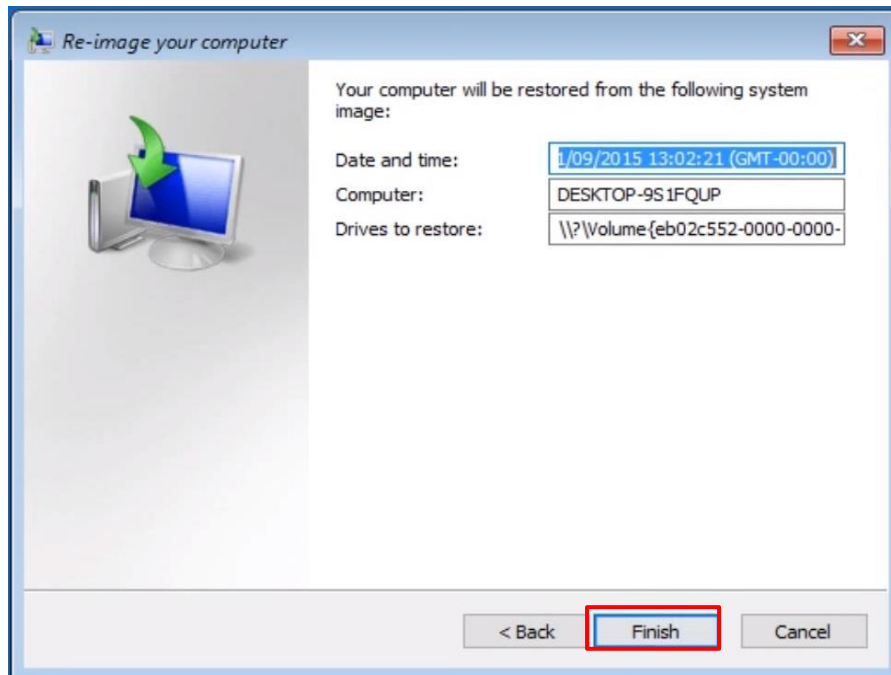 Re-image your computer
Your computer will be restored from the following system
image:
Date and time: 1/09/2015 13:02:21 (GMT-00:00)
Computer: DESKTOP-9S1FQUP
Drives to restore: \\?\Volume{eb02c552-0000-0000-
< Back Finish Cancel